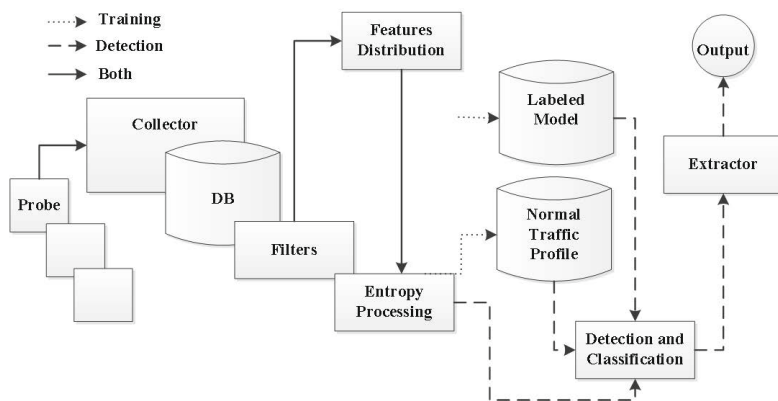 Training
Detection
Both
Features
Distribution
Output
Collector
Labeled
Model
Extractor
Probe
DB
Normal
Traffic
Profile
Filters
Entropy
Processing
Detection and
Classification